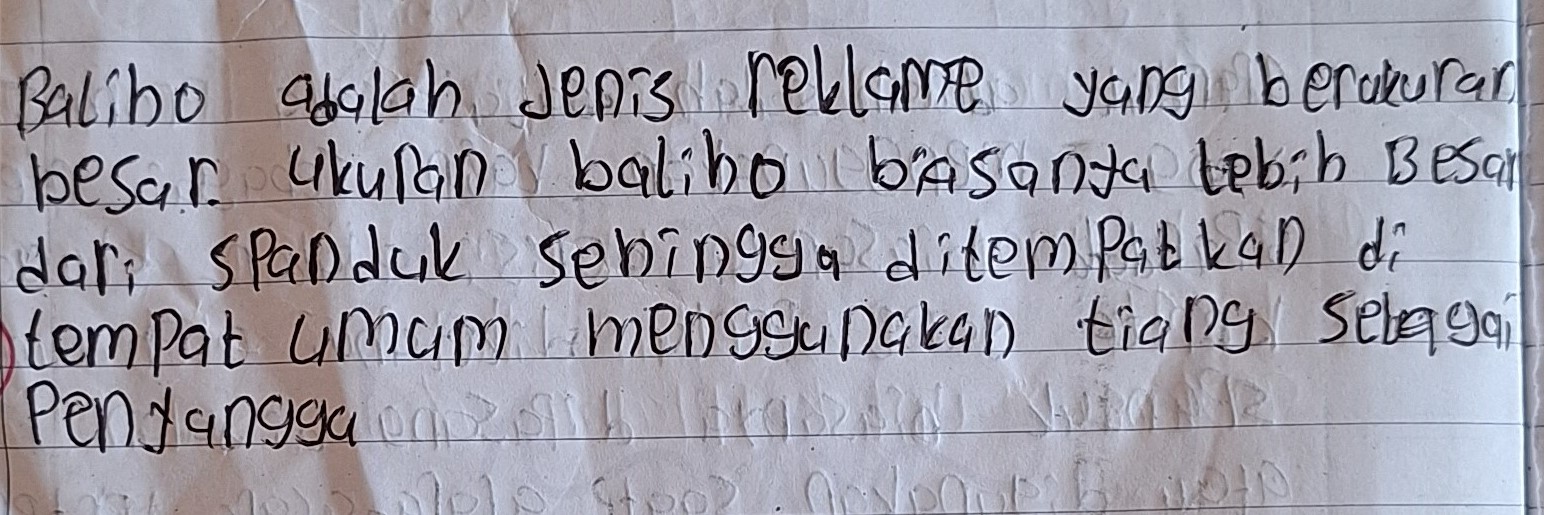 Balibo adalah Jenis reklame yang berukuran
besar. ukuran balibo biasanya lebih Besar
dari spanduk sehingga ditempatkan di
tempat umum menggunakan tiang sebagai
Penyangga